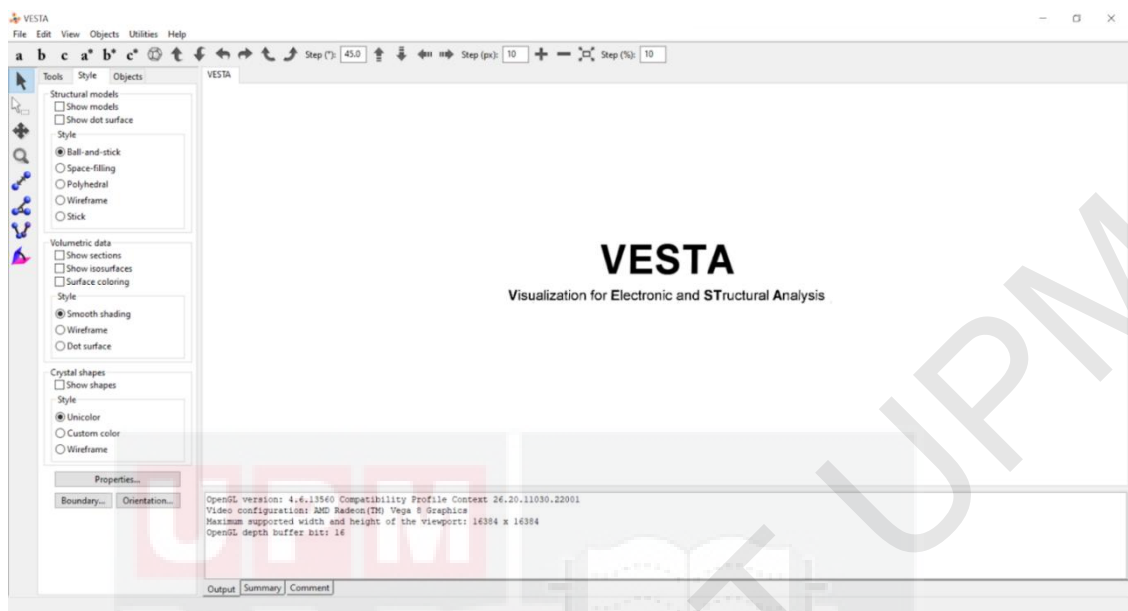 VESTA
File Edit View Objects Utilities Help
a b c a* b* c* Step (°): 45.0 Step (px): 10 Step (%): 10
Tools Style Objects
VESTA
Structural models
Show models
Show dot surface
Style
Ball-and-stick
Space-filling
Polyhedral
Wireframe
Stick
Volumetric data
Show sections
Show isosurfaces
Surface coloring
Style
Smooth shading
Wireframe
Dot surface
Crystal shapes
Show shapes
Style
Unicolor
Custom color
Wireframe
Properties...
Boundary... Orientation...
VESTA
Visualization for Electronic and STructural Analysis
OpenGL version: 4.6.13560 Compatibility Profile Context 26.20.11030.22001
Video configuration: AMD Radeon(TM) Vega 8 Graphics
Maximum supported width and height of the viewport: 16384 x 16384
OpenGL depth buffer bit: 16
Output Summary Comment
UPM
T UPM